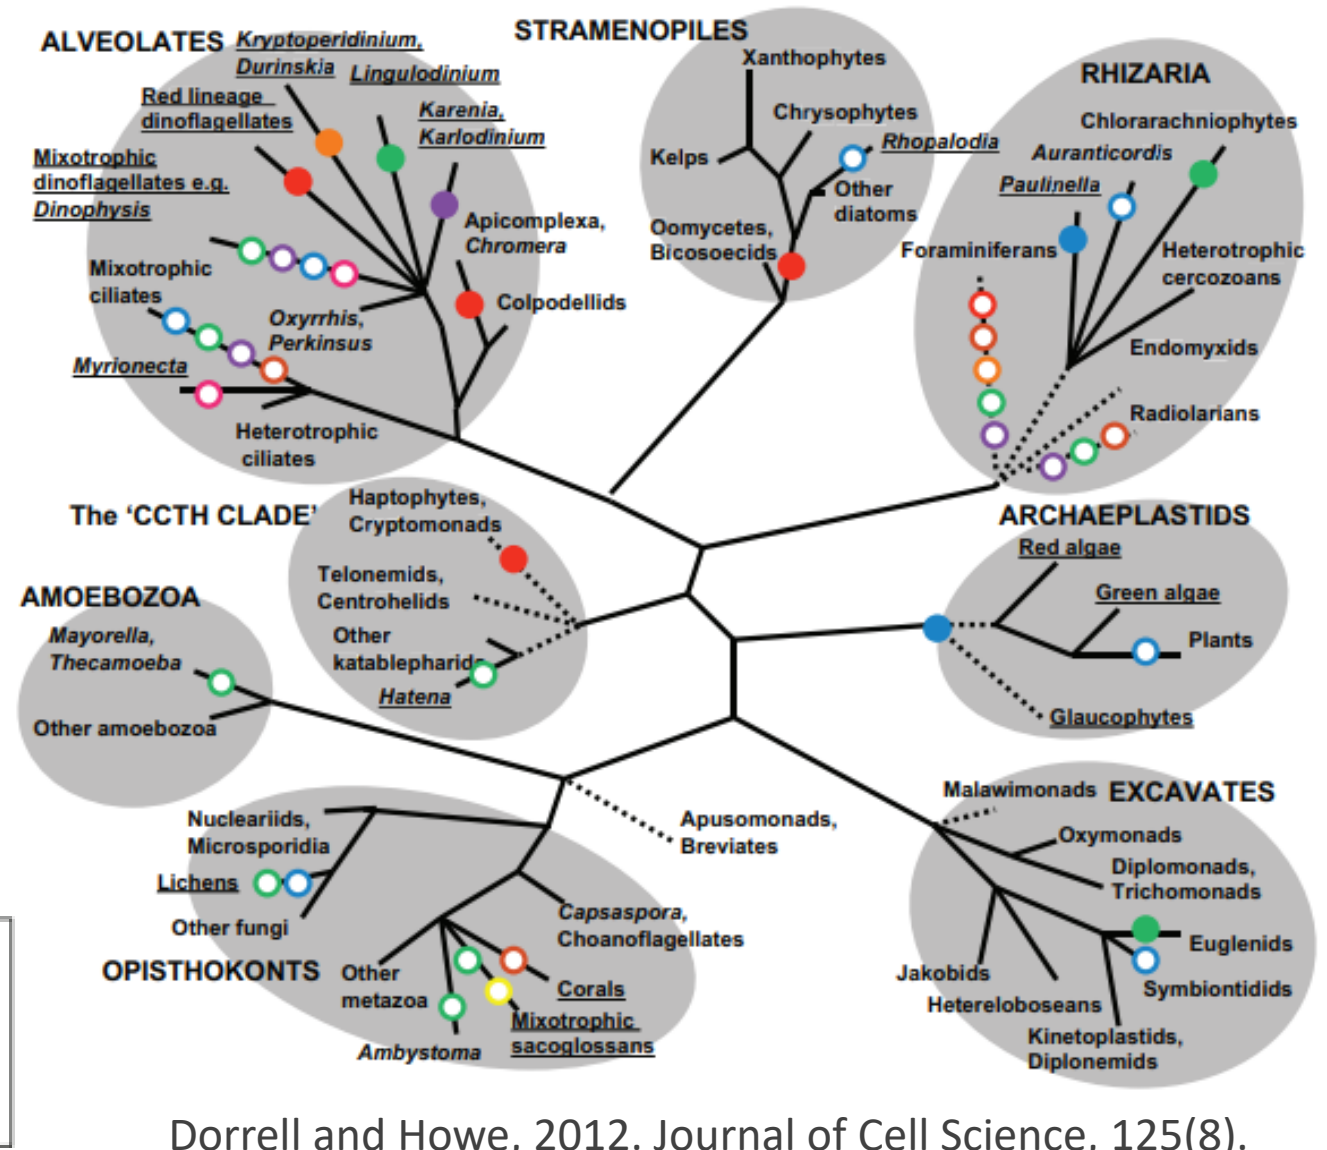 ALVEOLATES
Kryptoperidinium,
Durinskia
Lingulodinium
Red lineage
dinoflagellates
Karenia,
Karlodinium
Mixotrophic
dinoflagellates e.g.
Dinophysis
Apicomplexa,
Chromera
Mixotrophic
ciliates
Colpodellids
Oxyrrhis,
Perkinsus
Myrionecta
Heterotrophic
ciliates
STRAMENOPILES
Xanthophytes
Chrysophytes
Rhopalodia
Kelps
Other
diatoms
Oomycetes,
Bicosoecids
RHIZARIA
Chlorarachniophytes
Auranticordis
Paulinella
Foraminiferans
Heterotrophic
cercozoans
Endomyxids
Radiolarians
The ‘CCTH CLADE’
Haptophytes,
Cryptomonads
Telonemids,
Centrohelids
Other
katablepharids
Hatena
ARCHAEPLASTIDS
Red algae
Green algae
Plants
Glaucophytes
AMOEBOZOA
Mayorella,
Thecamoeba
Other amoebozoa
Nucleariids,
Microsporidia
Lichens
Other fungi
OPISTHOKONTS
Other
metazoa
Ambystoma
Capsaspora,
Choanoflagellates
Corals
Mixotrophic
sacoglossans
Apusomonads,
Breviates
Malawimonads
EXCAVATES
Oxymonads
Diplomonads,
Trichomonads
Euglenids
Symbiontidids
Jakobids
Hetereloboseans
Kinetoplastids,
Diplonemids
Dorrell and Howe. 2012. Journal of Cell Science. 125(8).